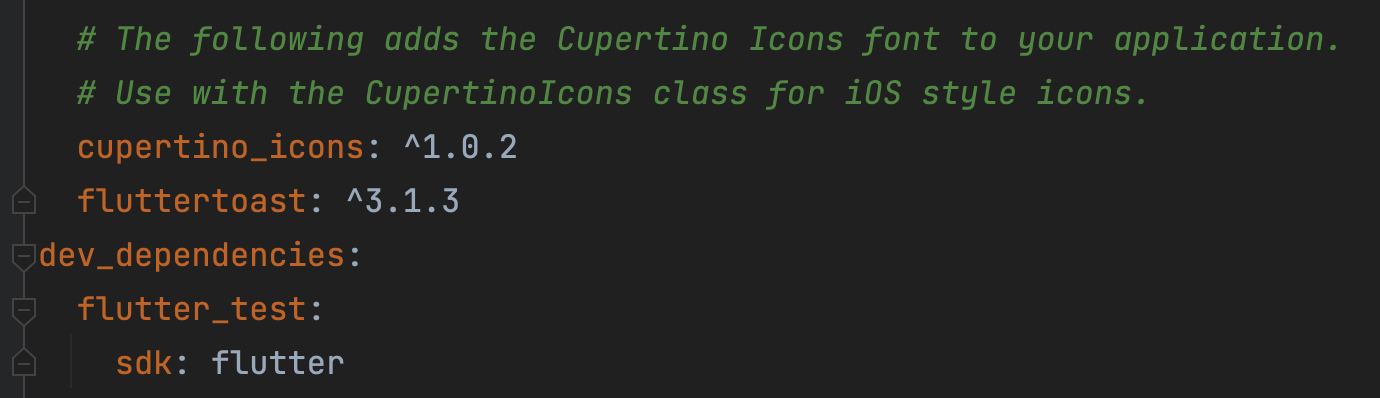 # The following adds the Cupertino Icons font to your application.
# Use with the CupertinoIcons class for iOS style icons.
cupertino_icons: ^1.0.2
fluttertoast: ^3.1.3
dev_dependencies:
flutter_test:
sdk: flutter